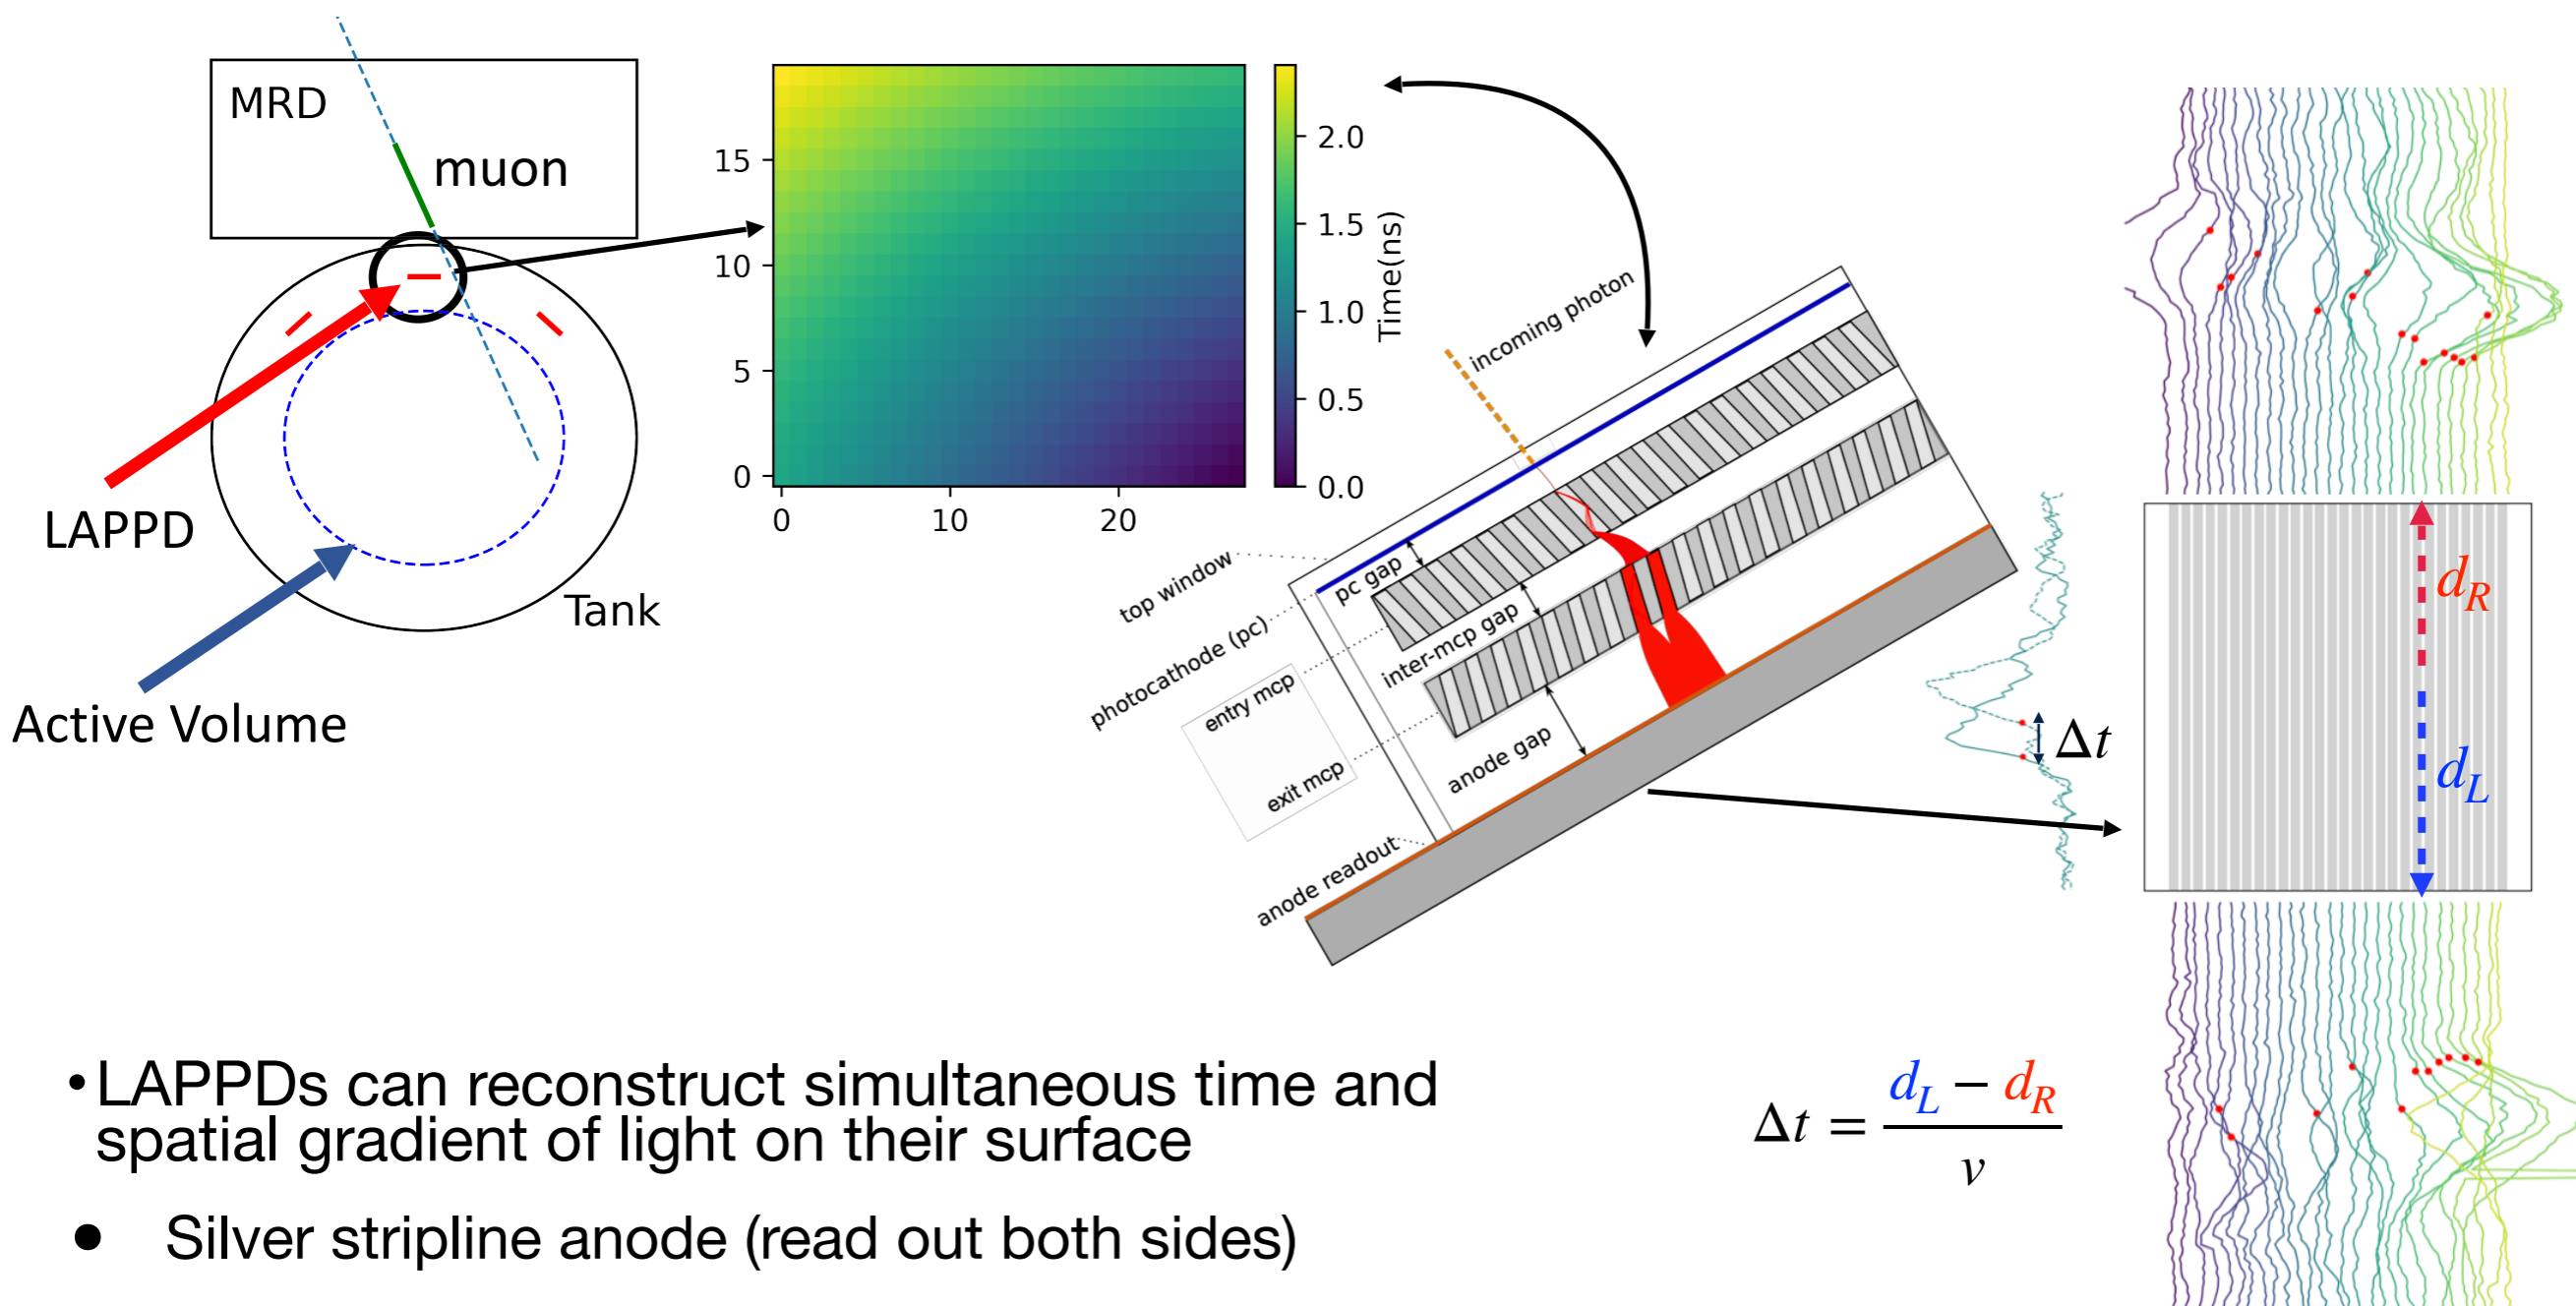 MRD
muon
LAPPD
Active Volume
Tank
15
10
5
0
0
10
20
2.0
1.5
1.0
0.5
0.0
Time(ns)
incoming photon
top window
photocathode (pc)
pc gap
inter-mcp gap
entry mcp
exit mcp
anode gap
anode readout
Δt
d_R
d_L
• LAPPDs can reconstruct simultaneous time and
spatial gradient of light on their surface
● Silver stripline anode (read out both sides)
Δt = (d_L − d_R) / v